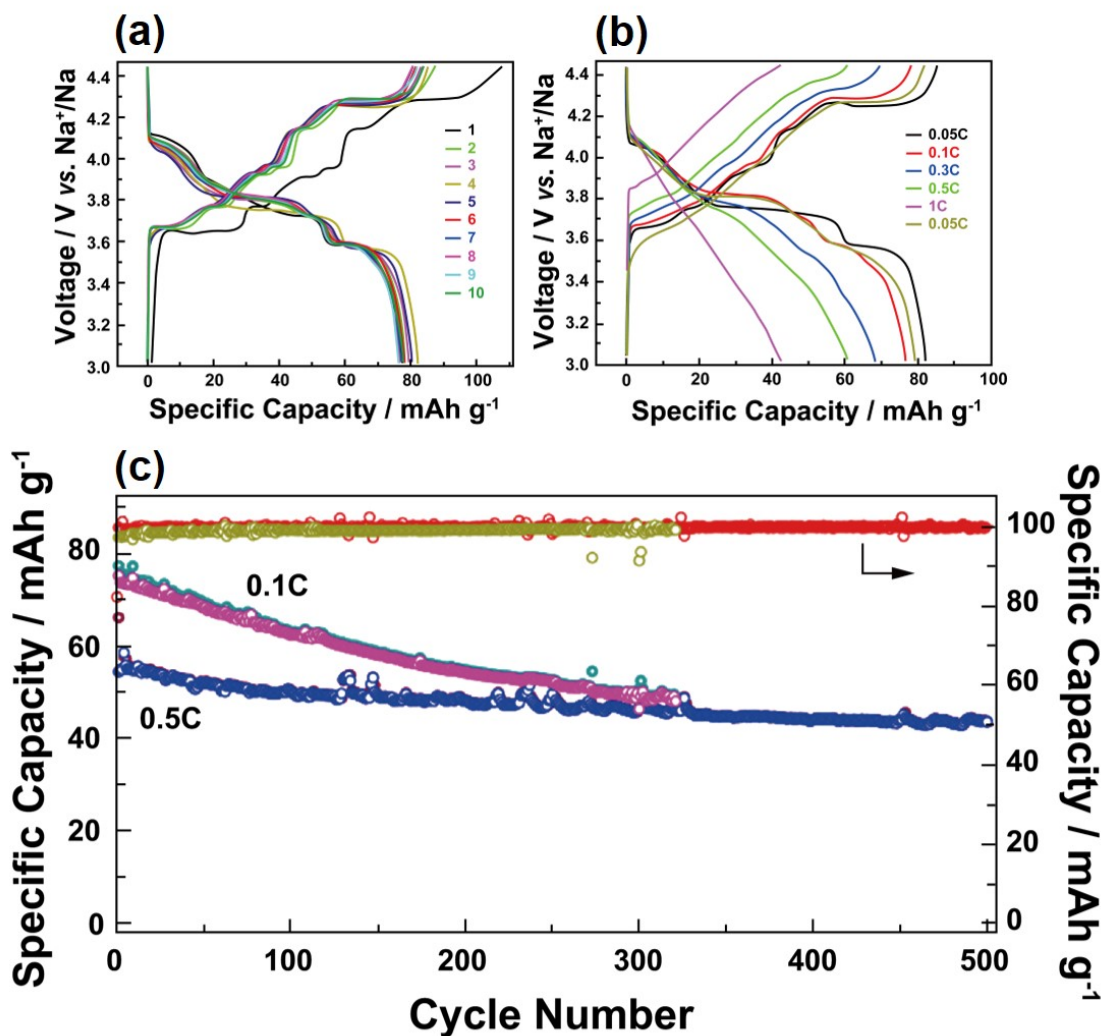 (a)
(b)
Voltage / V vs. Na⁺/Na
4.4
4.2
4.0
3.8
3.6
3.4
3.2
3.0
1
2
3
4
5
6
7
8
9
10
0 20 40 60 80 100
Specific Capacity / mAh g⁻¹
Voltage / V vs. Na⁺/Na
4.4
4.2
4.0
3.8
3.6
3.4
3.2
3.0
0.05C
0.1C
0.3C
0.5C
1C
0.05C
0 20 40 60 80 100
Specific Capacity / mAh g⁻¹
(c)
Specific Capacity / mAh g⁻¹
80
60
40
20
0
0.1C
0.5C
100
80
60
40
20
0
Specific Capacity / mAh g⁻¹
0 100 200 300 400 500
Cycle Number